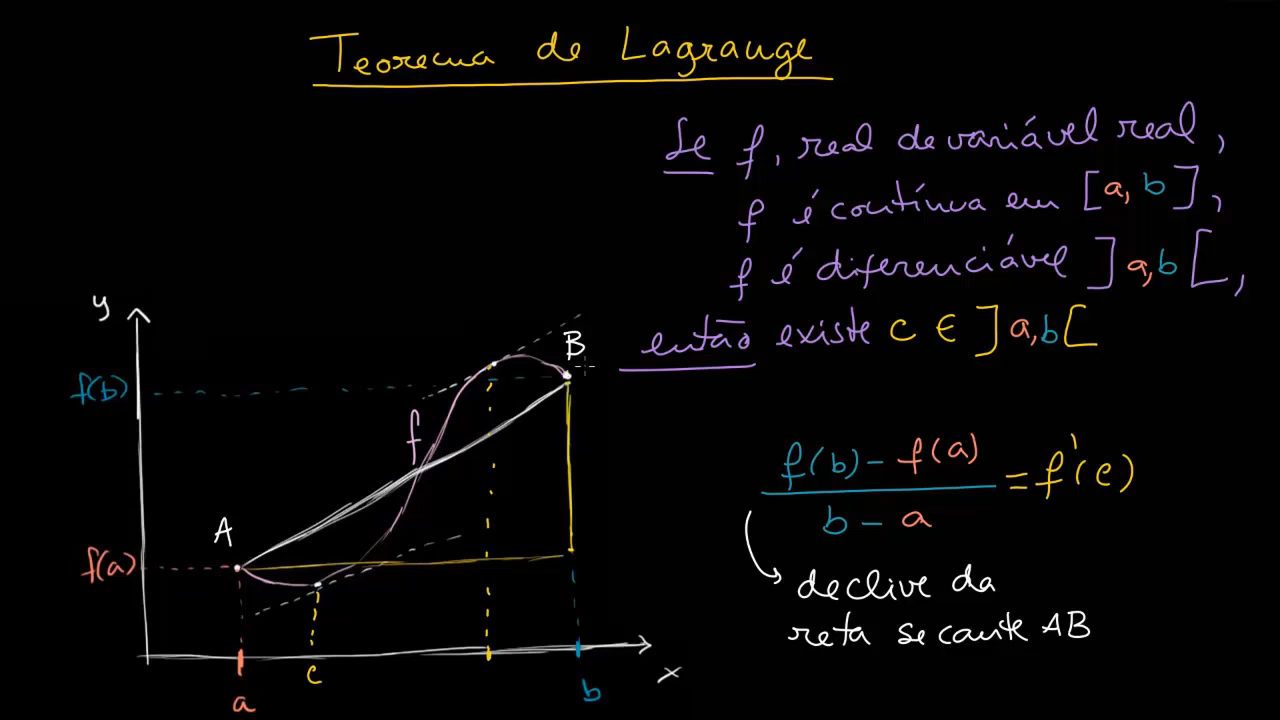 Teorema de Lagrange
Se f, real de variável real,
f é contínua em [a, b],
f é diferenciável ]a,b[,
então existe c ∈ ]a,b[
f(b) - f(a)
b - a
= f'(c)
declive da
reta secante AB
y
f(b)
f(a)
A
B
f
a
c
b
x